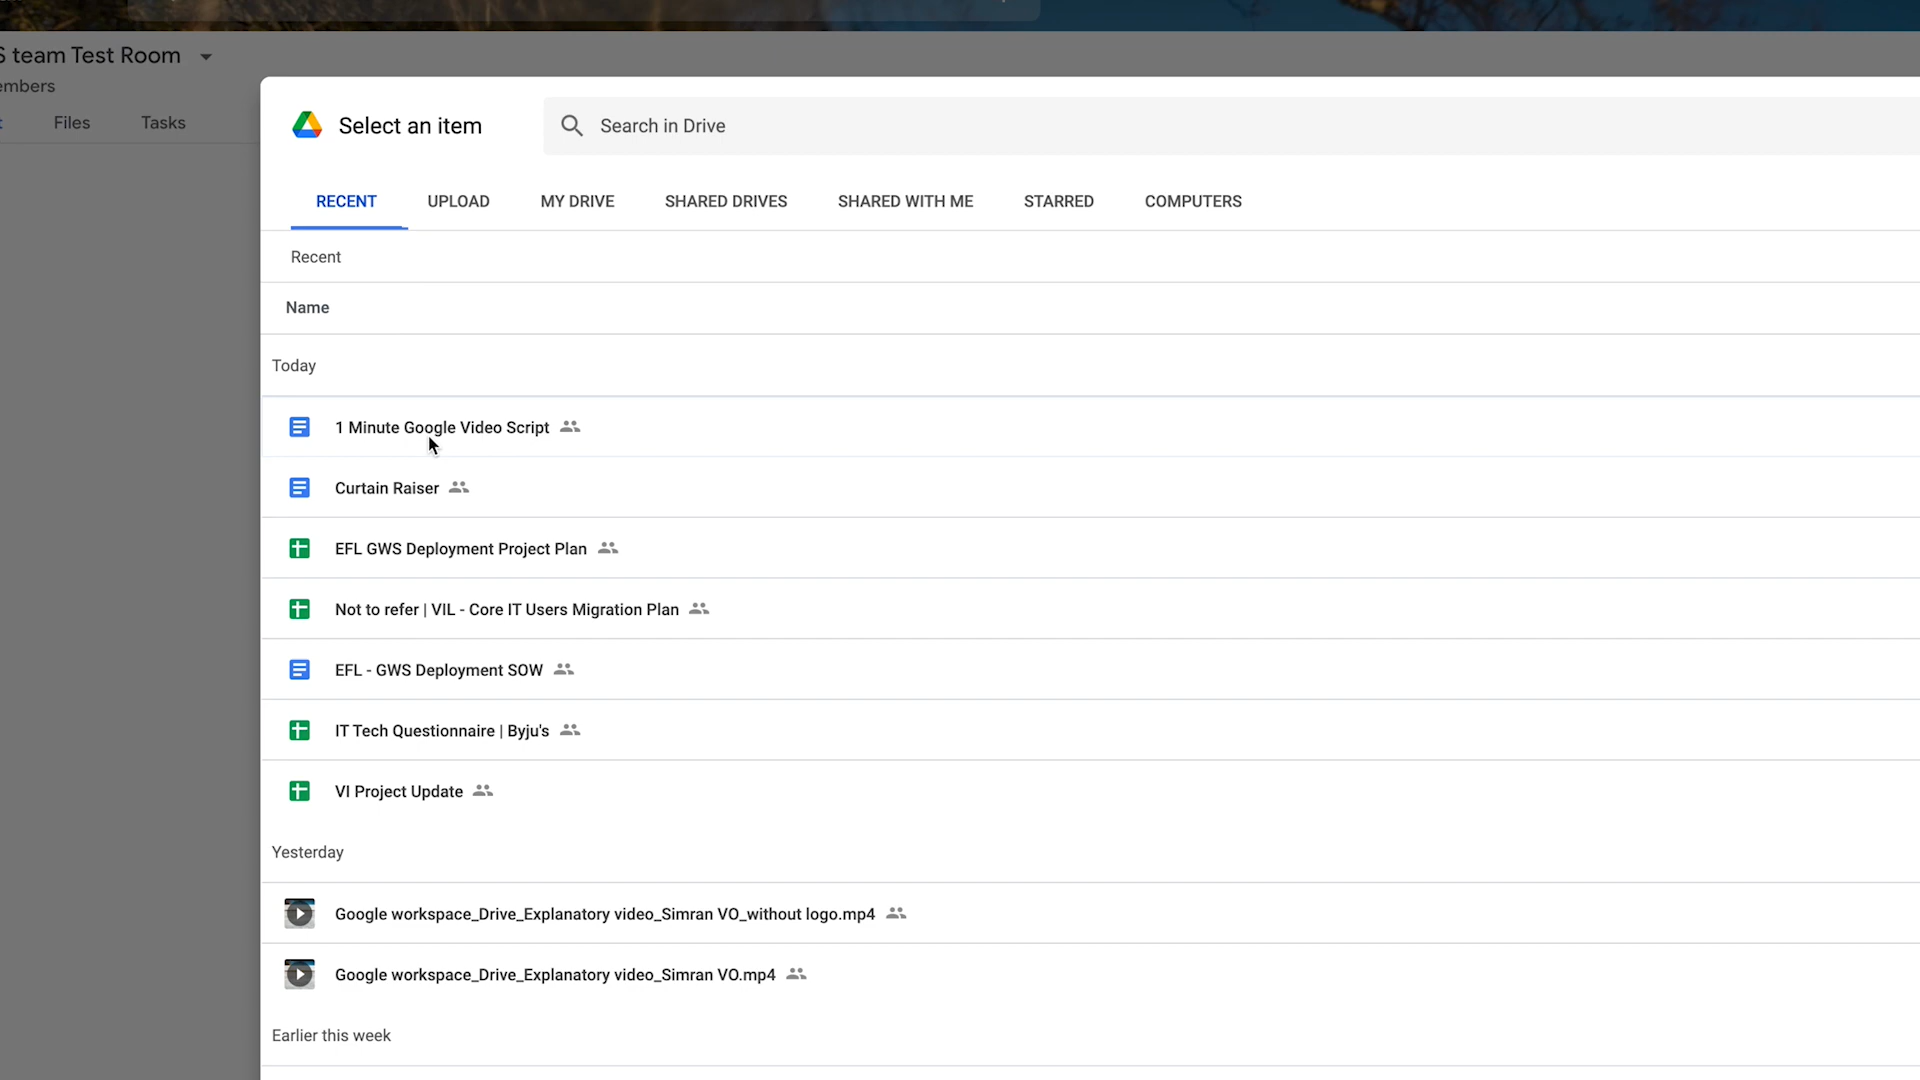 team Test Room
Files Tasks
Select an item
Search in Drive
RECENT UPLOAD MY DRIVE SHARED DRIVES SHARED WITH ME STARRED COMPUTERS
Recent
Name
Today
1 Minute Google Video Script
Curtain Raiser
EFL GWS Deployment Project Plan
Not to refer | VIL - Core IT Users Migration Plan
EFL - GWS Deployment SOW
IT Tech Questionnaire | Byju's
VI Project Update
Yesterday
Google workspace_Drive_Explanatory video_Simran VO_without logo.mp4
Google workspace_Drive_Explanatory video_Simran VO.mp4
Earlier this week